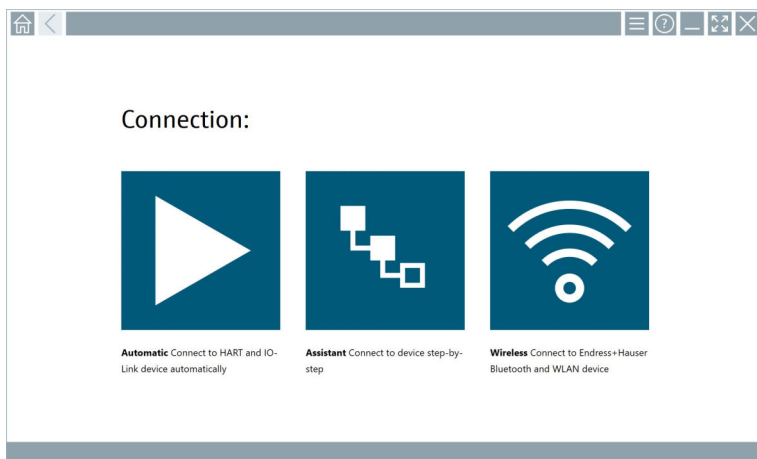 Connection:
Automatic Connect to HART and IO-
Link device automatically
Assistant Connect to device step-by-
step
Wireless Connect to Endress+Hauser
Bluetooth and WLAN device